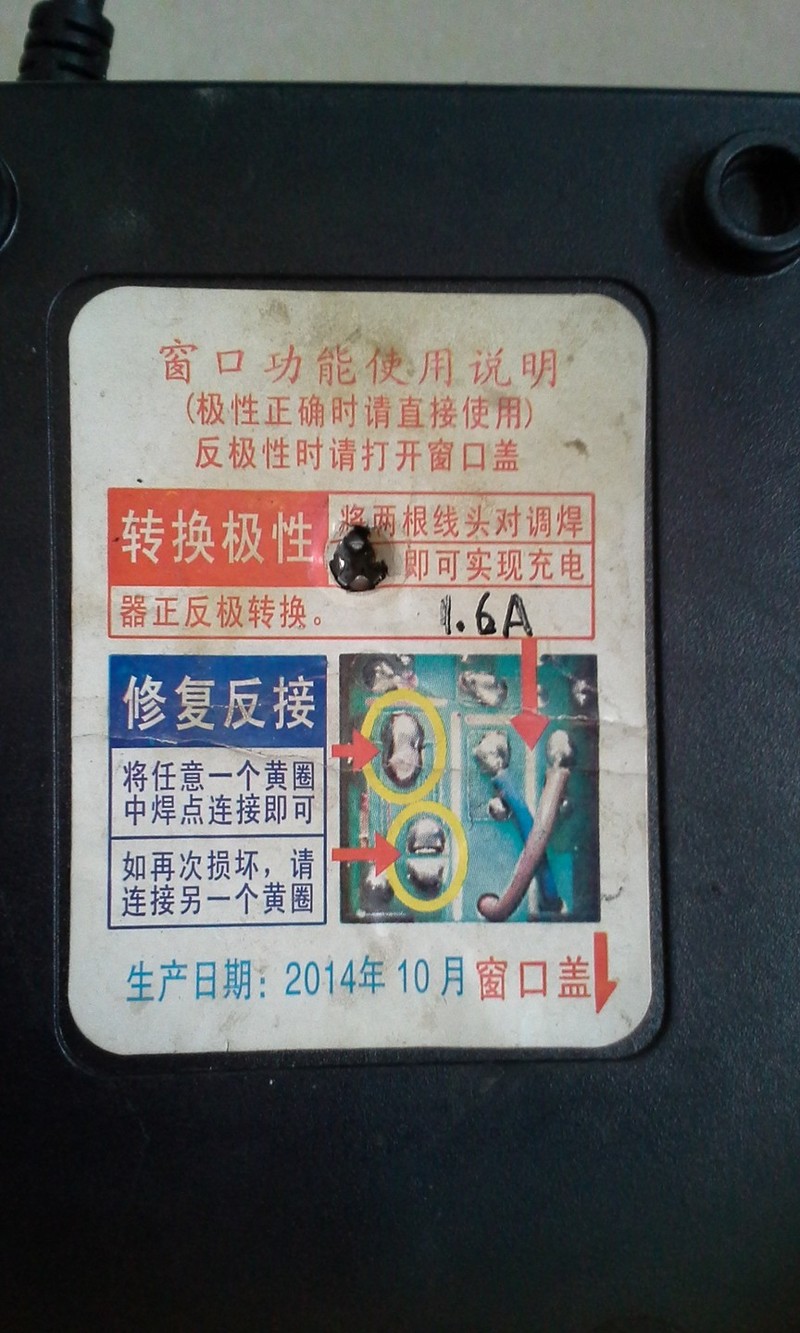 窗口功能使用说明
(极性正确时请直接使用)
反极性时请打开窗口盖
转换极性
将两根线头对调焊
即可实现充电
器正反极转换。
1.6A
修复反接
将任意一个黄圈
中焊点连接即可
如再次损坏，请
连接另一个黄圈
生产日期：2014年10月
窗口盖